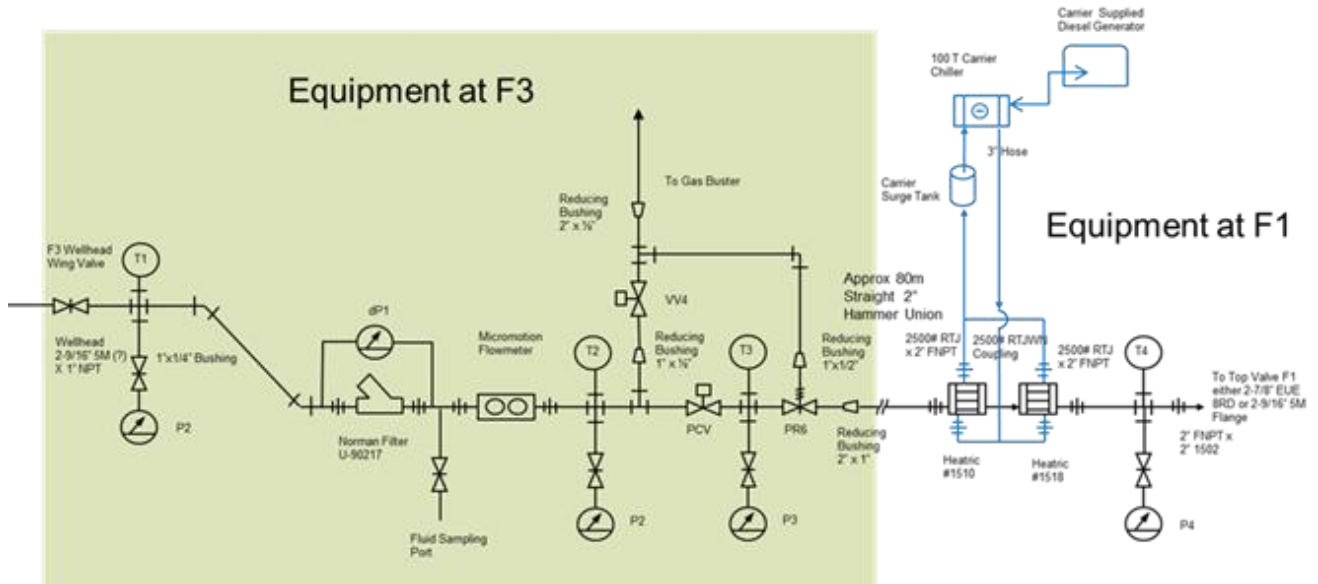 Carrier Supplied
Diesel Generator
100 T Carrier
Chiller
Equipment at F3
3" Hose
To Gas Buster
Carrier
Surge Tank
Reducing
Bushing
2" x ½"
Equipment at F1
F3 Wellhead
Wing Valve
T1
Approx 80m
Straight 2"
Hammer Union
VV4
dP1
Wellhead
2-9/16" 5M (?)
X 1" NPT
1"x1/4" Bushing
Micromotion
Flowmeter
T2
Reducing
Bushing
1" x ½"
T3
Reducing
Bushing
1"x1/2"
2500# RTJ
x 2" FNPT
2500# RTJWN
Coupling
2500# RTJ
x 2" FNPT
T4
To Top Valve F1
either 2-7/8" EUE
8RD or 2-9/16" 5M
Flange
P2
Norman Filter
U-90217
PCV
PR6
Reducing
Bushing
2" x 1"
Heatric
#1510
Heatric
#1518
2" FNPT x
2" 1502
Fluid Sampling
Port
P2
P3
P4